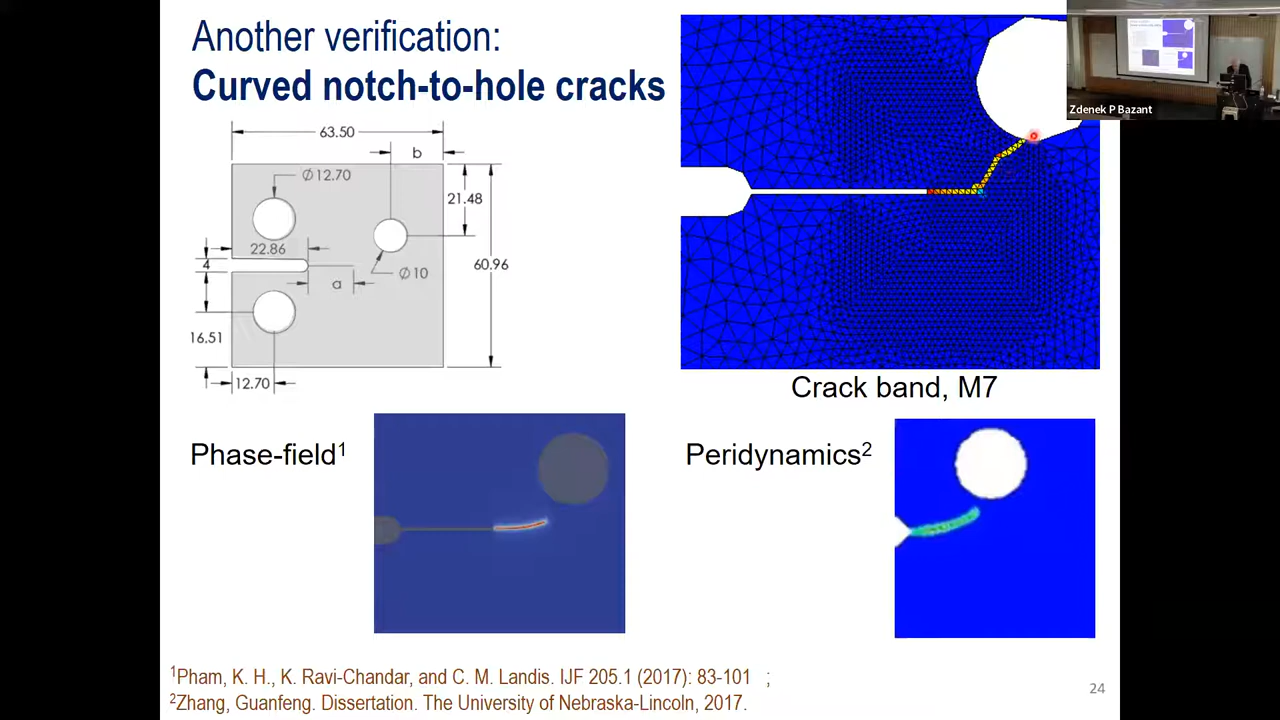 Another verification:
Curved notch-to-hole cracks
Zdenek P Bazant
63.50
b
Ø12.70
21.48
22.86
4
Ø10
60.96
a
16.51
12.70
Crack band, M7
Phase-field¹
Peridynamics²
¹Pham, K. H., K. Ravi-Chandar, and C. M. Landis. IJF 205.1 (2017): 83-101 ;
²Zhang, Guanfeng. Dissertation. The University of Nebraska-Lincoln, 2017.
24